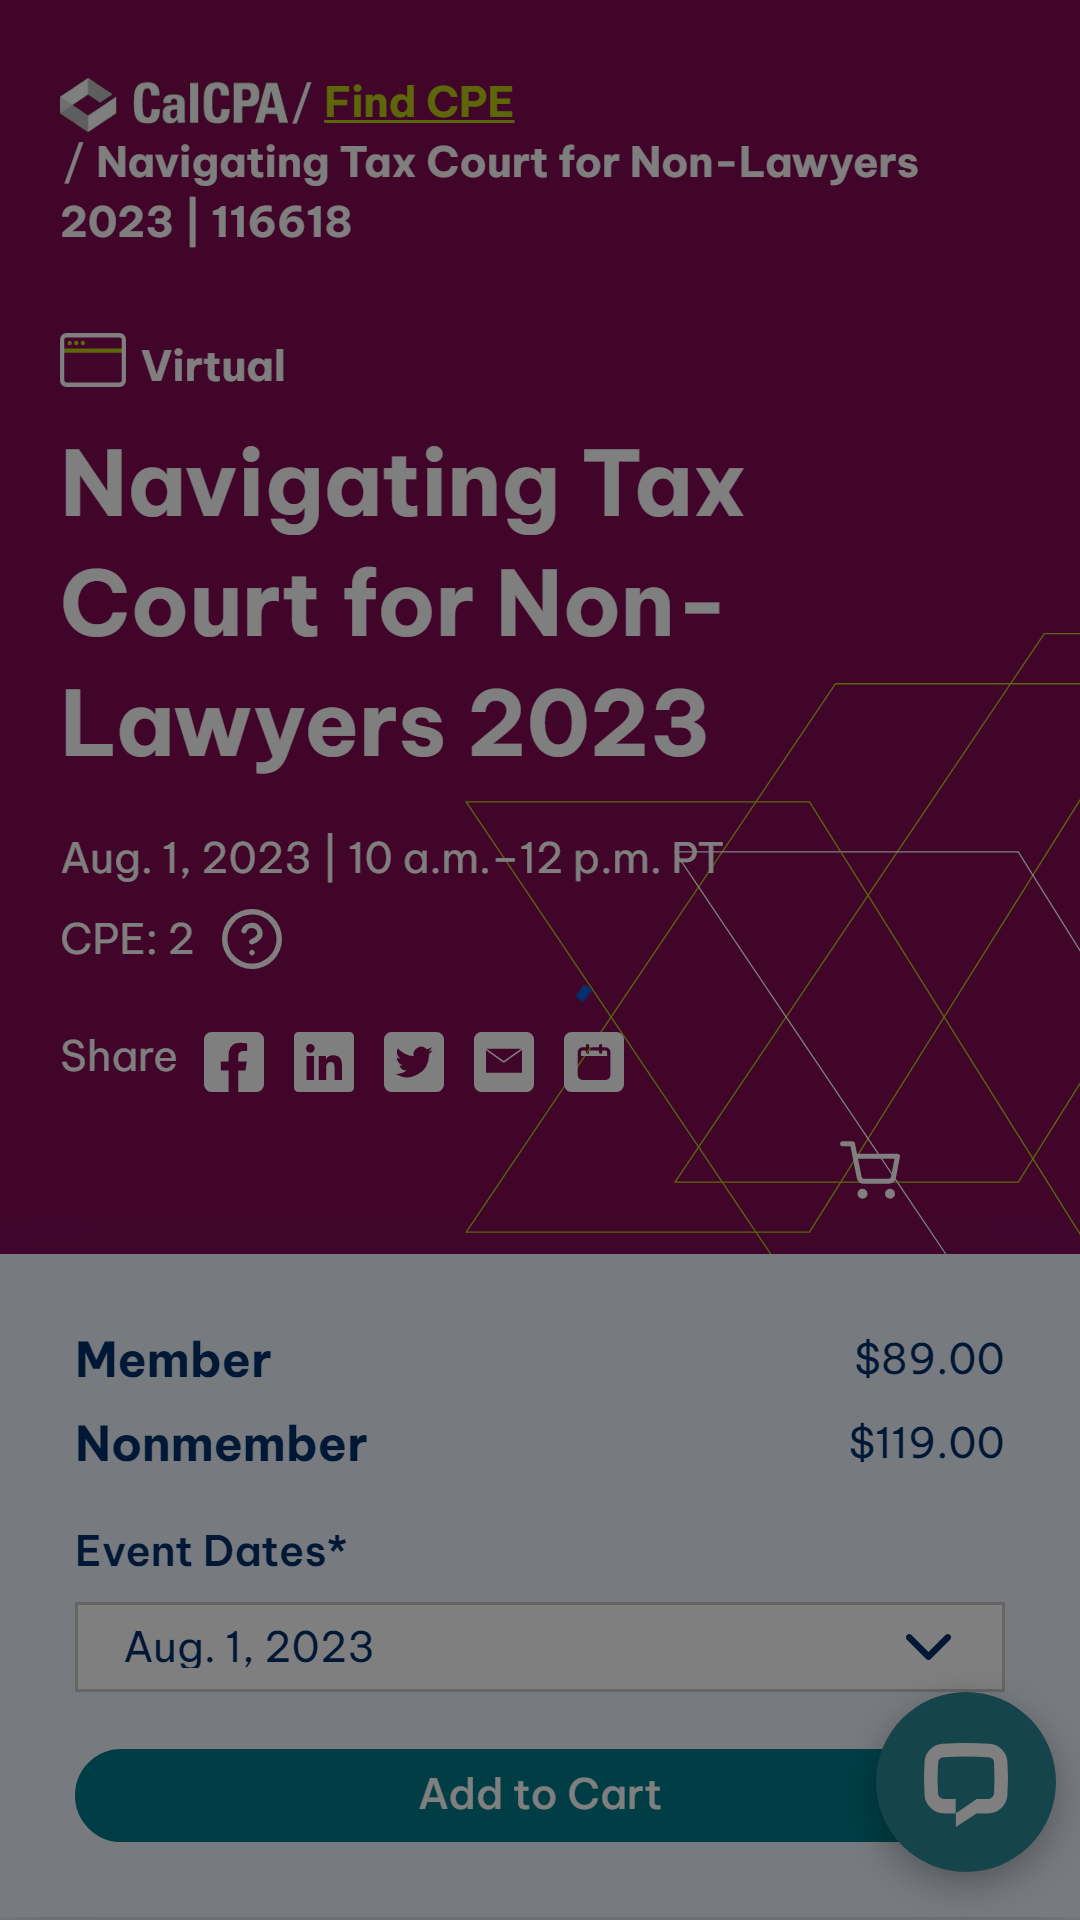 CalCPA / Find CPE
/ Navigating Tax Court for Non-Lawyers
2023 | 116618
Virtual
Navigating Tax
Court for Non-
Lawyers 2023
Aug. 1, 2023 | 10 a.m.–12 p.m. PT
CPE: 2 ?
Share
Member $89.00
Nonmember $119.00
Event Dates*
Aug. 1, 2023
Add to Cart